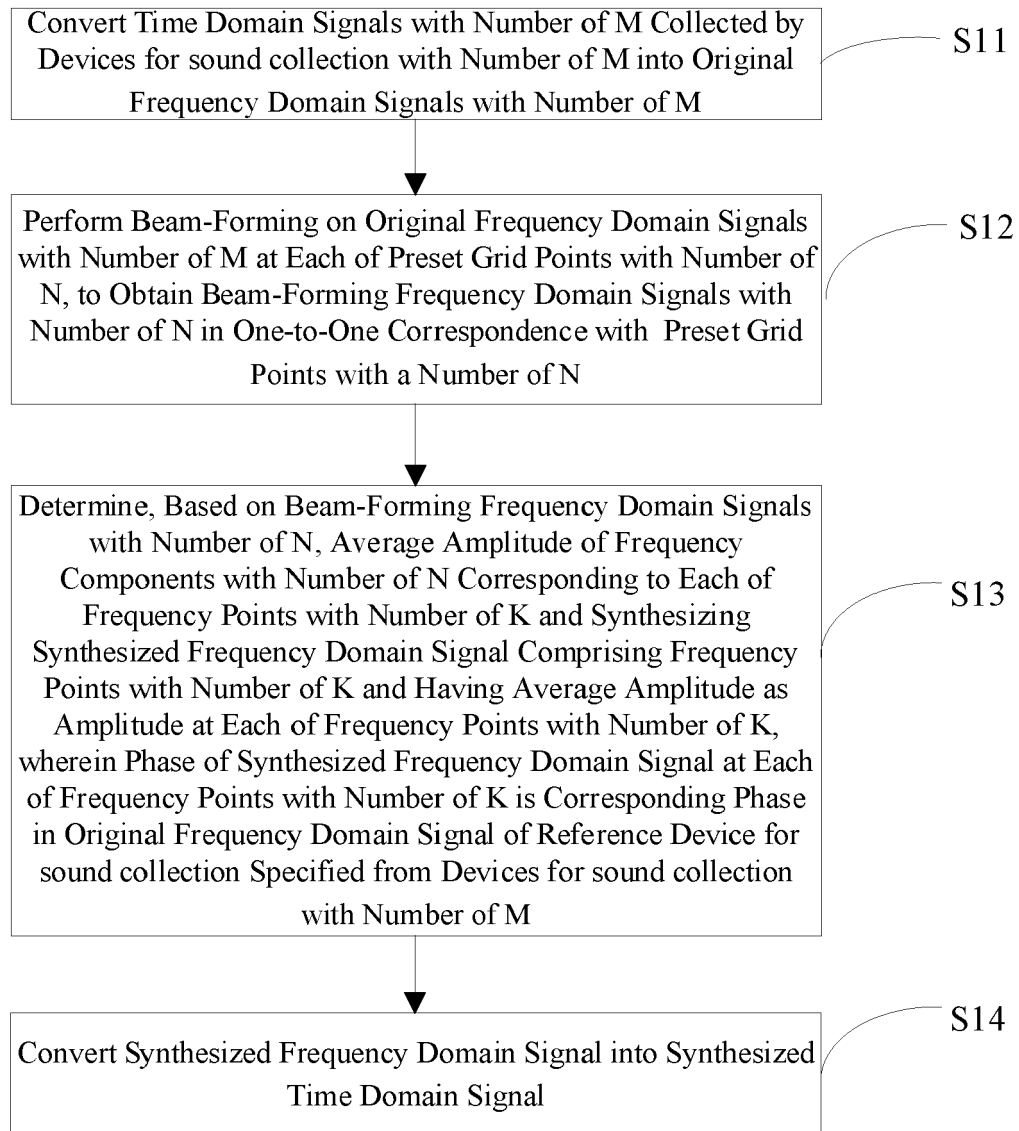 Convert Time Domain Signals with Number of M Collected by
Devices for sound collection with Number of M into Original
Frequency Domain Signals with Number of M
S11
Perform Beam-Forming on Original Frequency Domain Signals
with Number of M at Each of Preset Grid Points with Number of
N, to Obtain Beam-Forming Frequency Domain Signals with
Number of N in One-to-One Correspondence with Preset Grid
Points with a Number of N
S12
Determine, Based on Beam-Forming Frequency Domain Signals
with Number of N, Average Amplitude of Frequency
Components with Number of N Corresponding to Each of
Frequency Points with Number of K and Synthesizing
Synthesized Frequency Domain Signal Comprising Frequency
Points with Number of K and Having Average Amplitude as
Amplitude at Each of Frequency Points with Number of K,
wherein Phase of Synthesized Frequency Domain Signal at Each
of Frequency Points with Number of K is Corresponding Phase
in Original Frequency Domain Signal of Reference Device for
sound collection Specified from Devices for sound collection
with Number of M
S13
Convert Synthesized Frequency Domain Signal into Synthesized
Time Domain Signal
S14